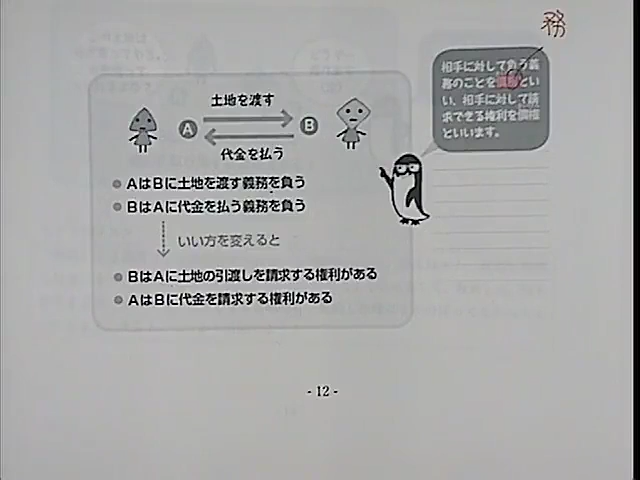 務
相手に対して負う義
務のことを債務とい
い、相手に対して請
求できる権利を債権
といいます。
土地を渡す
A B
代金を払う
AはBに土地を渡す義務を負う
BはAに代金を払う義務を負う
いい方を変えると
BはAに土地の引渡しを請求する権利がある
AはBに代金を請求する権利がある
- 12 -